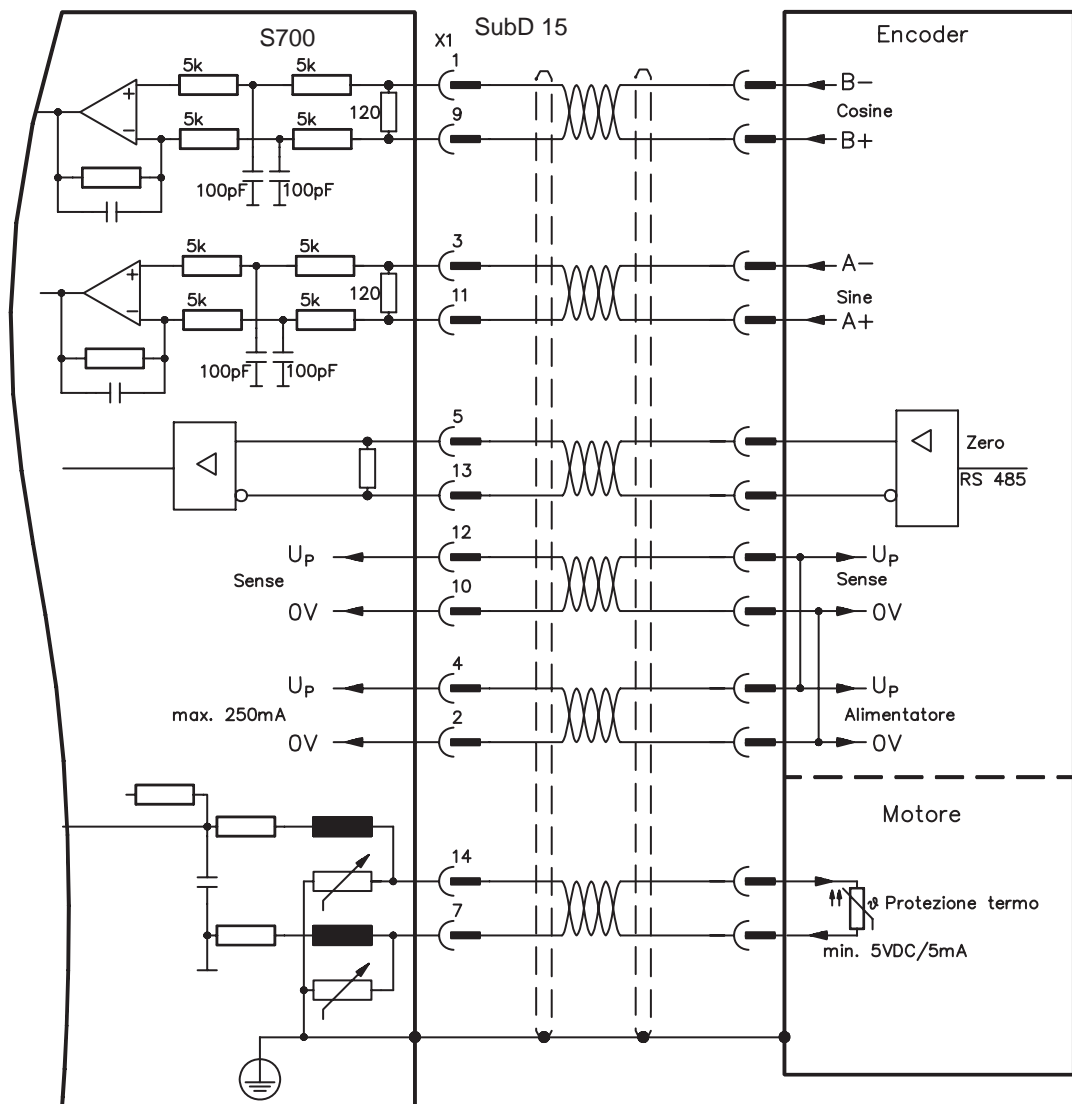 S700
X1
SubD 15
Encoder
5k
5k
1
B-
120
Cosine
5k
5k
9
B+
100pF
100pF
5k
5k
3
A-
120
Sine
5k
5k
11
A+
100pF
100pF
5
Zero
13
RS 485
UP
12
UP
Sense
Sense
0V
10
0V
UP
4
UP
max. 250mA
Alimentatore
0V
2
0V
Motore
14
ϑ Protezione termo
7
min. 5VDC/5mA